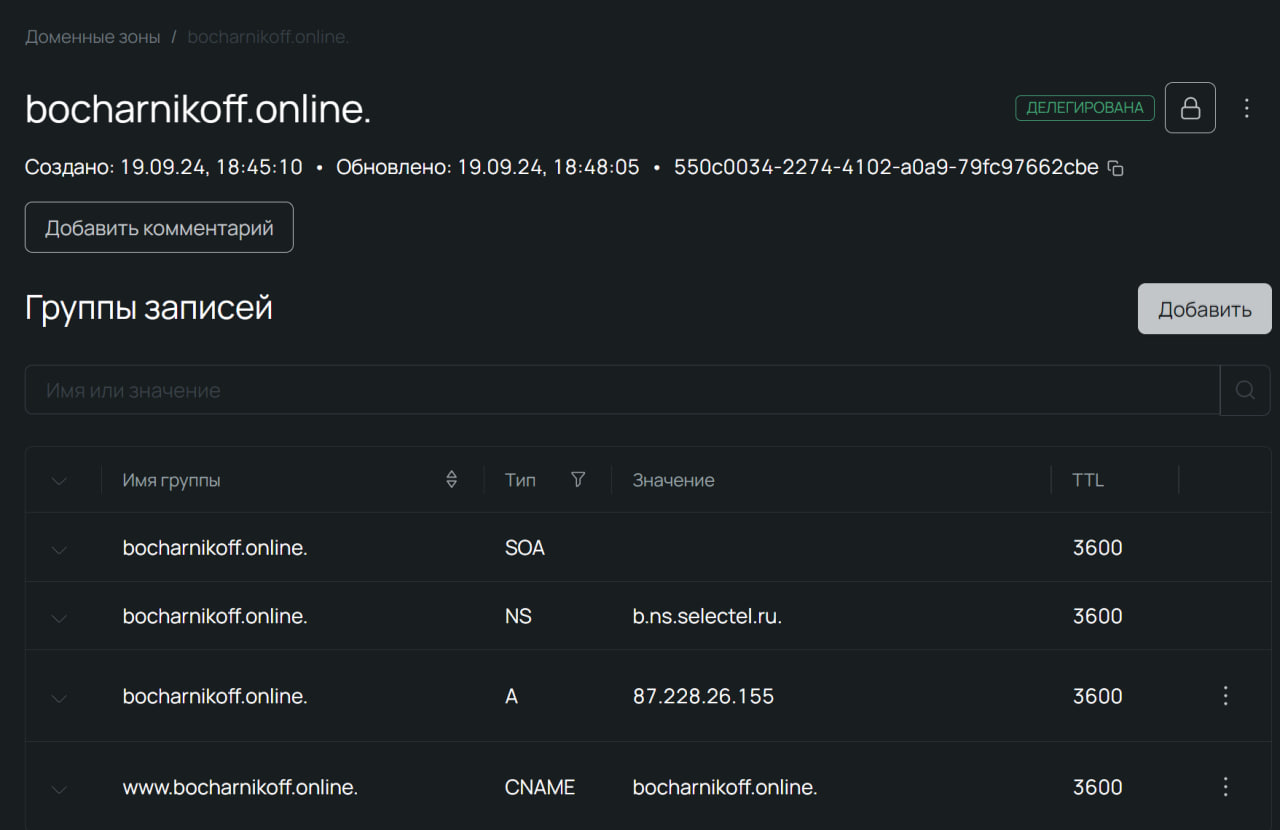 Доменные зоны / bocharnikoff.online.
bocharnikoff.online.
ДЕЛЕГИРОВАНА
Создано: 19.09.24, 18:45:10 • Обновлено: 19.09.24, 18:48:05 • 550c0034-2274-4102-a0a9-79fc97662cbe
Добавить комментарий
Группы записей
Добавить
Имя или значение
Имя группы Тип Значение TTL
bocharnikoff.online. SOA 3600
bocharnikoff.online. NS b.ns.selectel.ru. 3600
bocharnikoff.online. A 87.228.26.155 3600
www.bocharnikoff.online. CNAME bocharnikoff.online. 3600